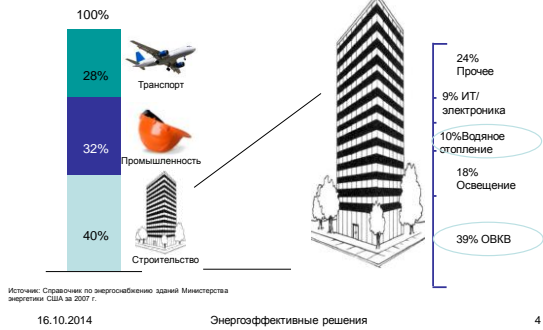 100%
28%
Транспорт
32%
Промышленность
40%
Строительство
24%
Прочее
9% ИТ/
электроника
10%Водяное
отопление
18%
Освещение
39% ОВКВ
Источник: Справочник по энергоснабжению зданий Министерства
энергетики США за 2007 г.
16.10.2014
Энергоэффективные решения
4